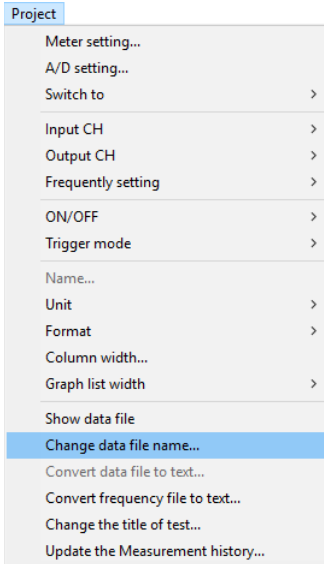 Project
Meter setting...
A/D setting...
Switch to
Input CH
Output CH
Frequently setting
ON/OFF
Trigger mode
Name...
Unit
Format
Column width...
Graph list width
Show data file
Change data file name...
Convert data file to text...
Convert frequency file to text...
Change the title of test...
Update the Measurement history...